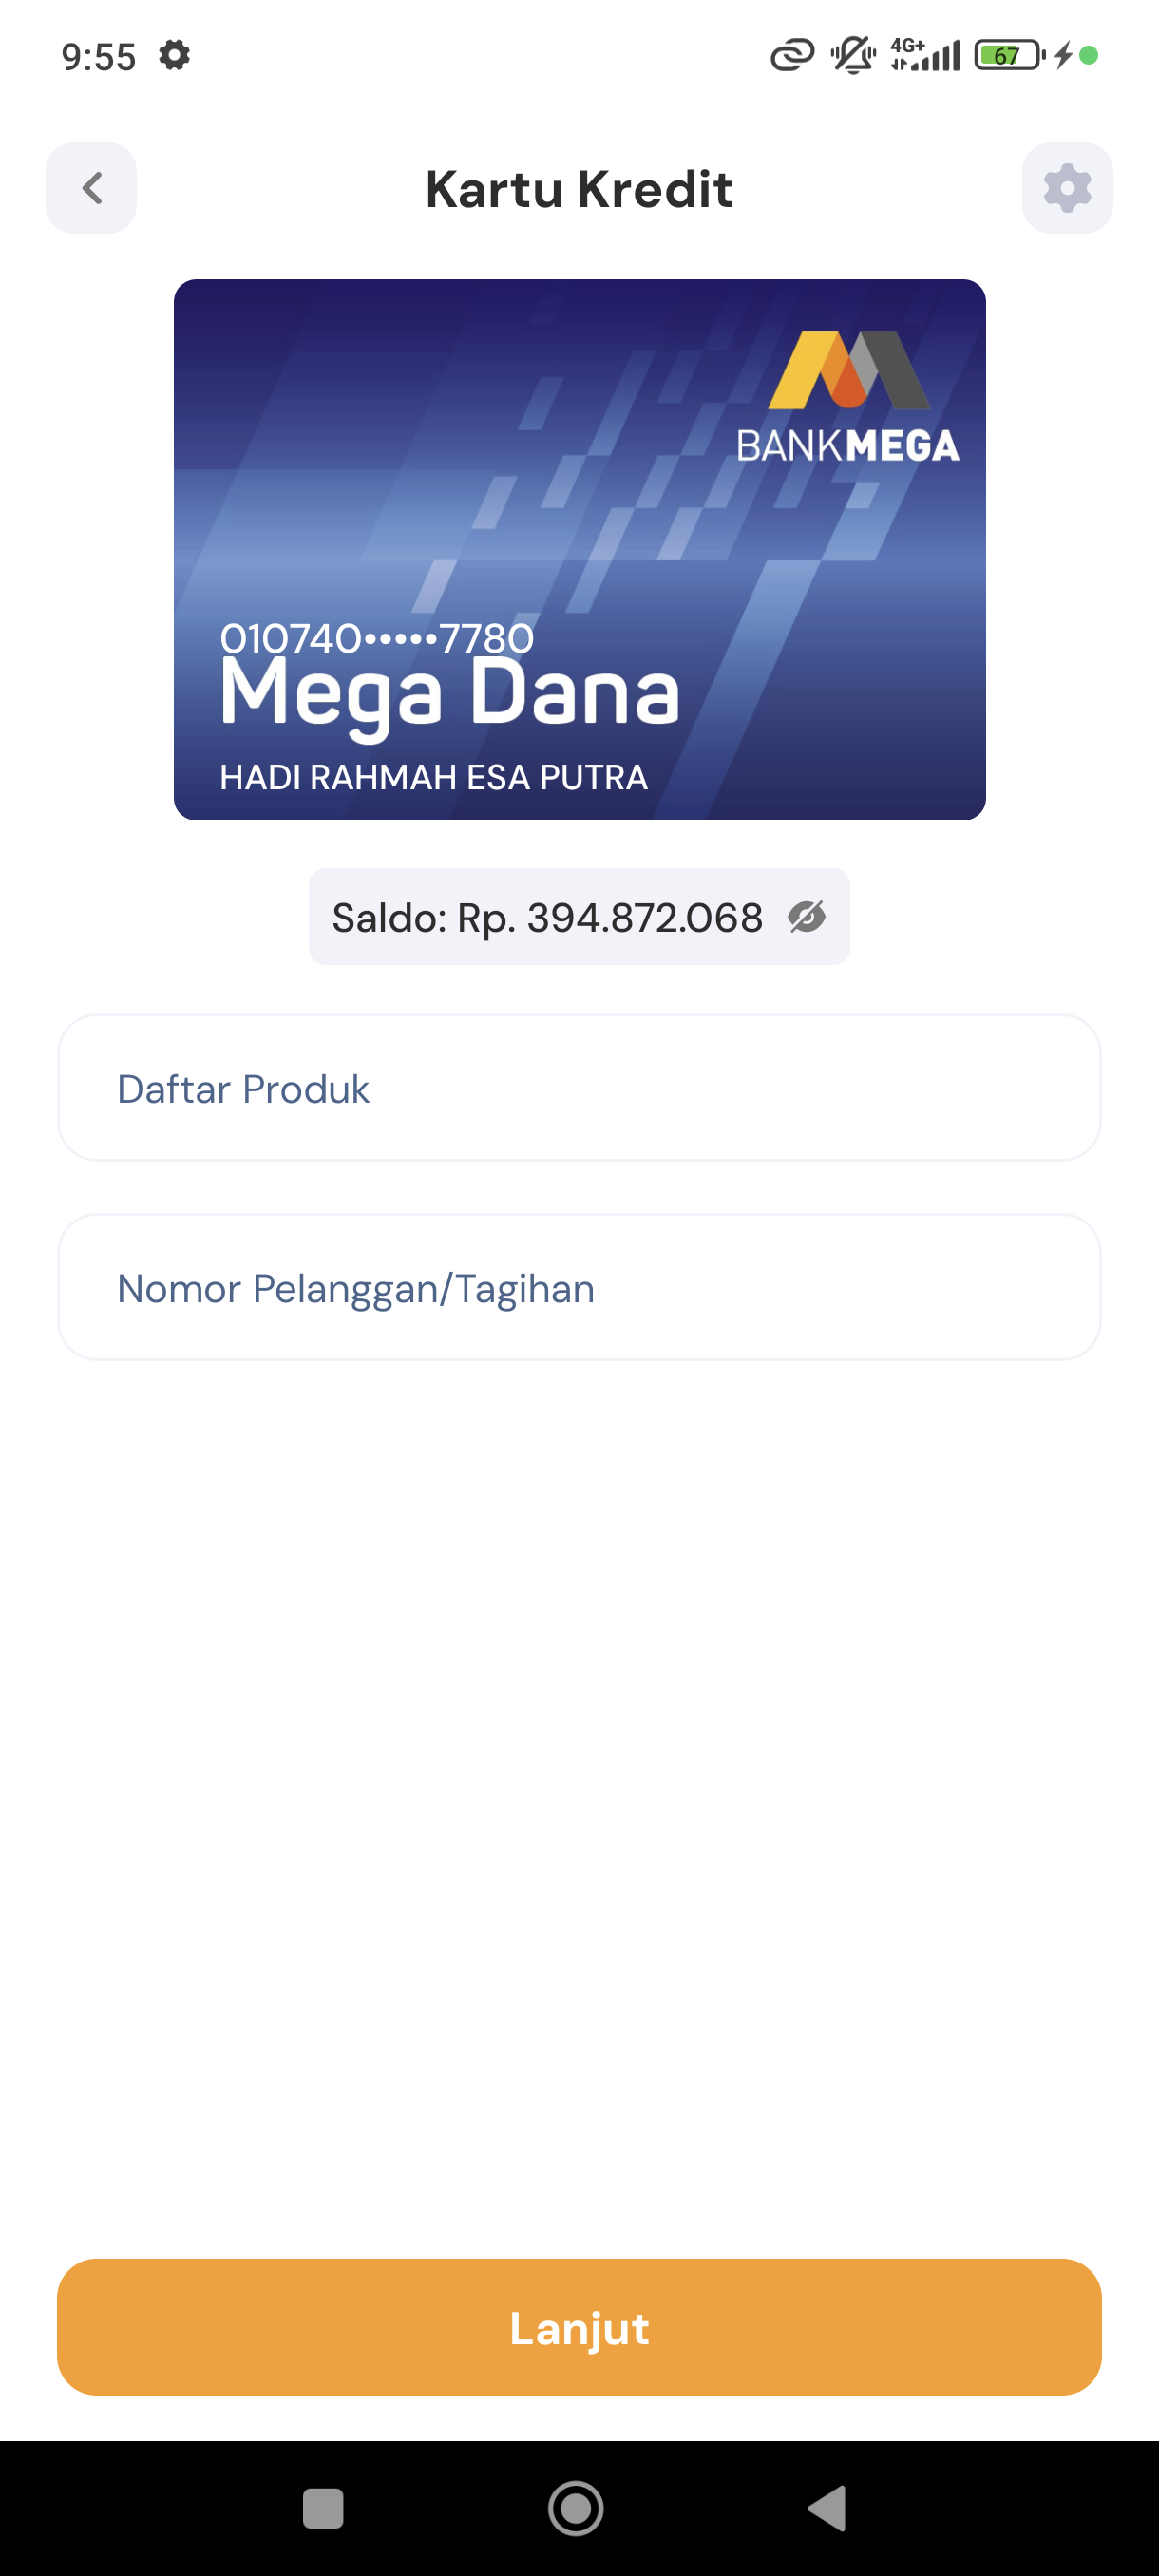 9:55
4G+
67
Kartu Kredit
BANKMEGA
010740•••••7780
Mega Dana
HADI RAHMAH ESA PUTRA
Saldo: Rp. 394.872.068
Daftar Produk
Nomor Pelanggan/Tagihan
Lanjut